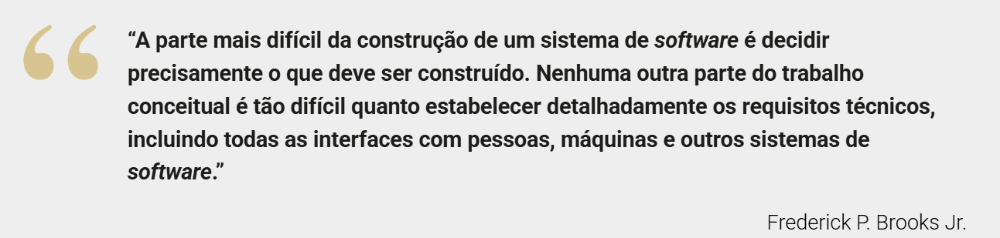 “A parte mais difícil da construção de um sistema de software é decidir
precisamente o que deve ser construído. Nenhuma outra parte do trabalho
conceitual é tão difícil quanto estabelecer detalhadamente os requisitos técnicos,
incluindo todas as interfaces com pessoas, máquinas e outros sistemas de
software.”
Frederick P. Brooks Jr.